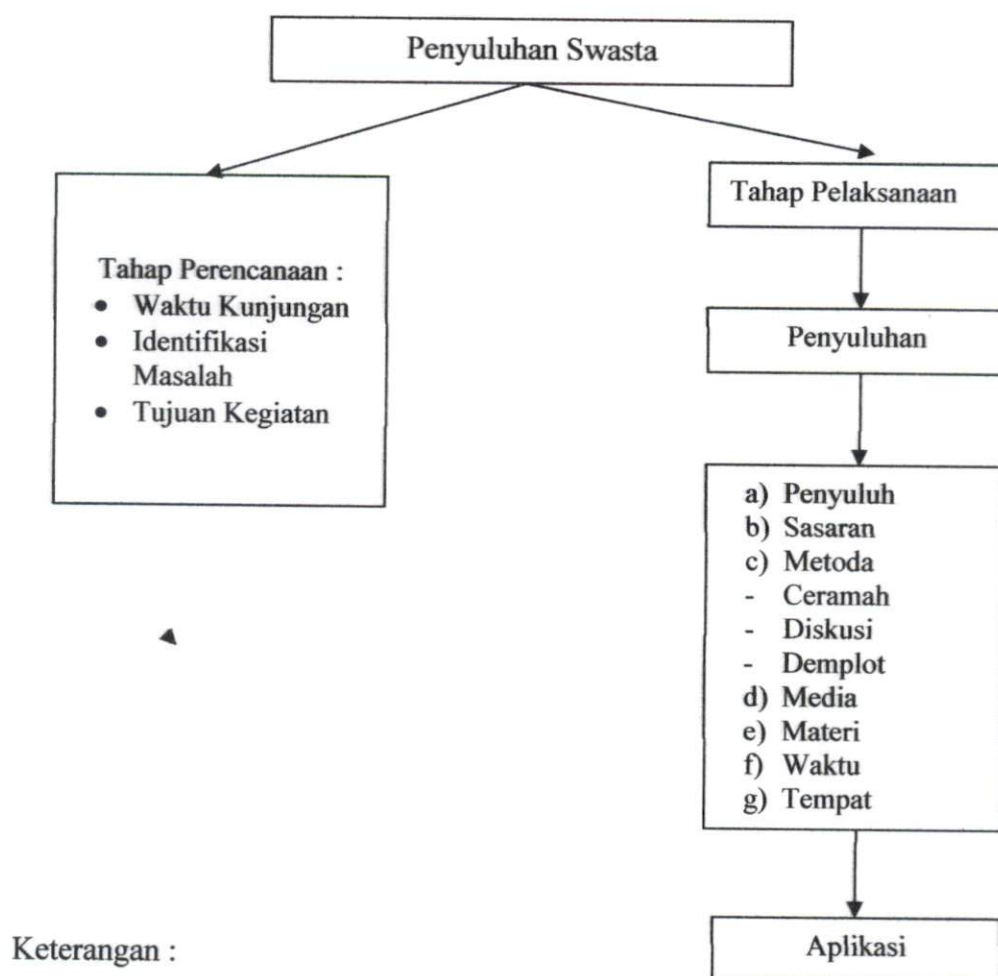 Penyuluhan Swasta
Tahap Perencanaan :
• Waktu Kunjungan
• Identifikasi
Masalah
• Tujuan Kegiatan
Tahap Pelaksanaan
Penyuluhan
a) Penyuluh
b) Sasaran
c) Metoda
- Ceramah
- Diskusi
- Demplot
d) Media
e) Materi
f) Waktu
g) Tempat
Aplikasi
Keterangan :